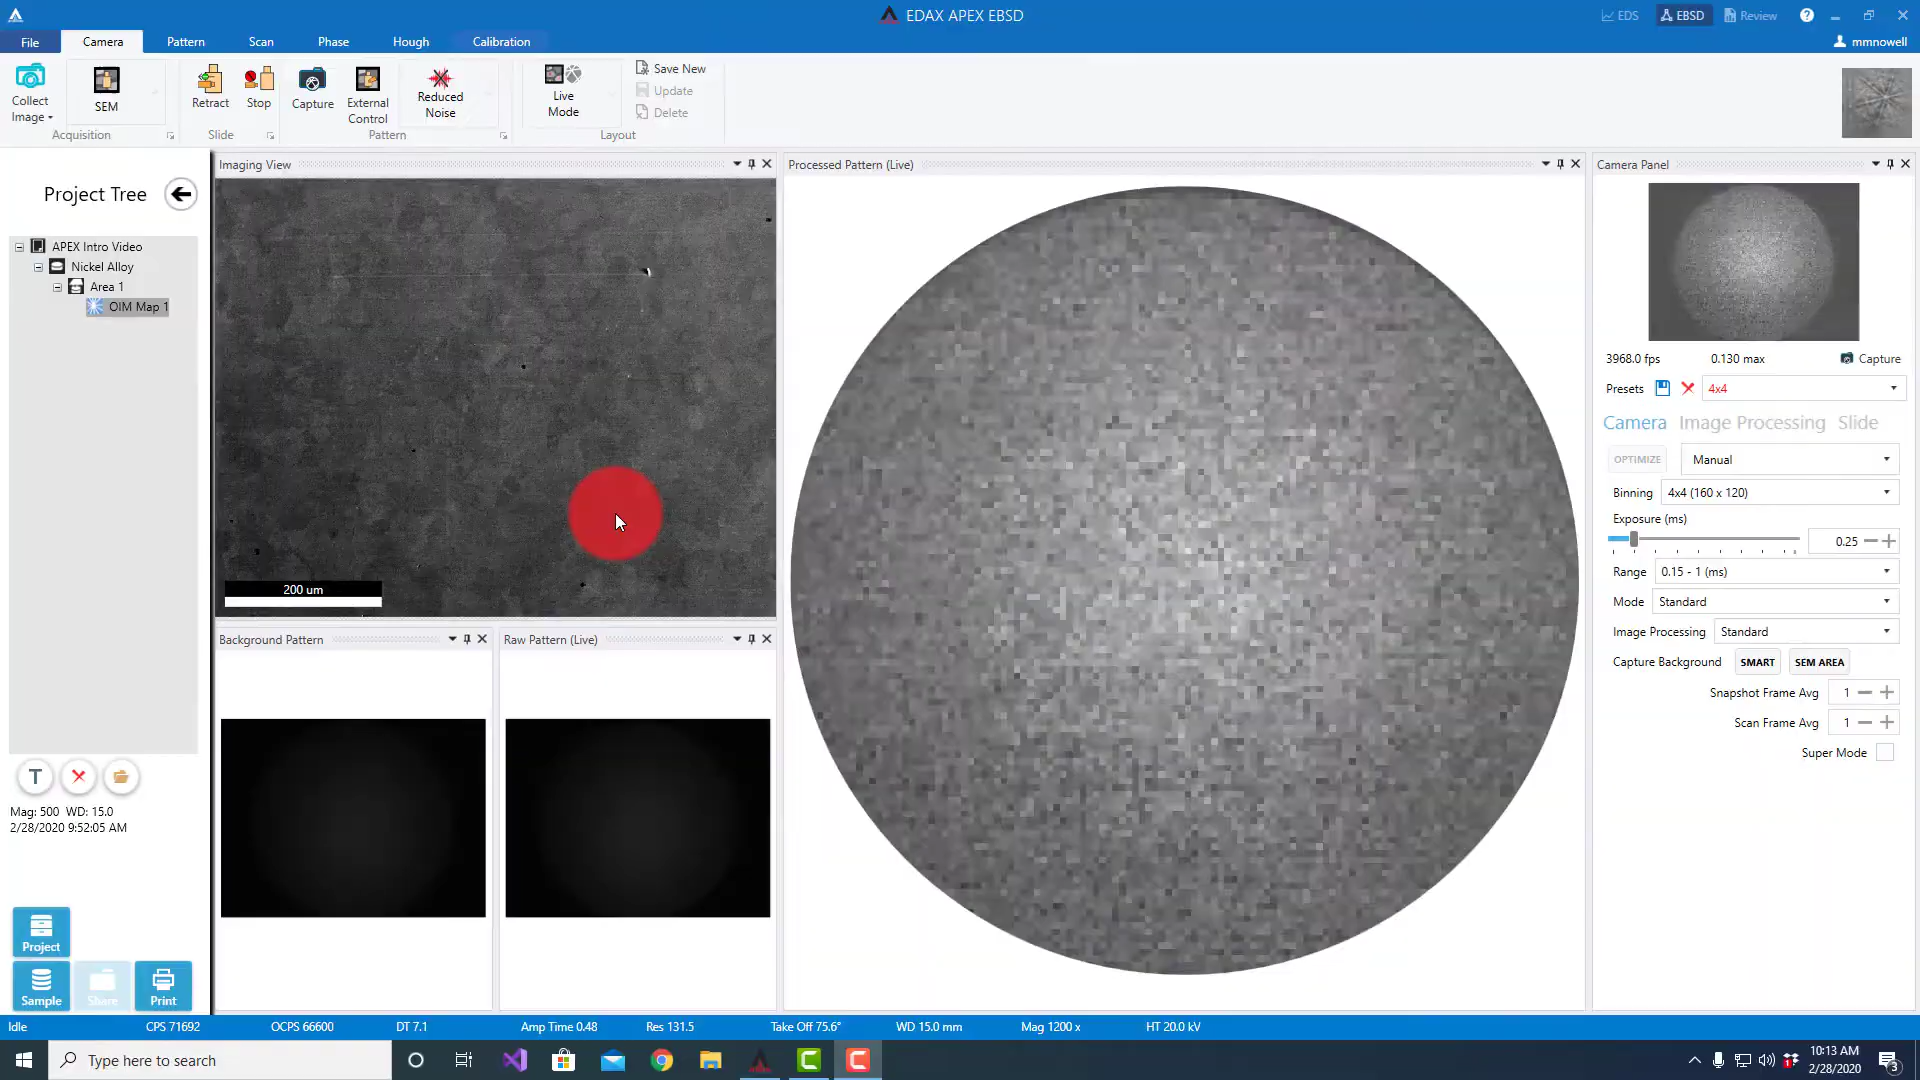 EDAX APEX EBSD
EDS EBSD Review
File Camera Pattern Scan Phase Hough Calibration
mmnowell
Collect Image
SEM
Acquisition
Retract
Stop
Slide
Capture
External Control
Reduced Noise
Pattern
Live Mode
Save New
Update
Delete
Layout
Project Tree
APEX Intro Video
Nickel Alloy
Area 1
OIM Map 1
T
Mag: 500 WD: 15.0
2/28/2020 9:52:05 AM
Project
Sample
Share
Print
Imaging View
200 um
Background Pattern
Raw Pattern (Live)
Processed Pattern (Live)
Camera Panel
3968.0 fps 0.130 max Capture
Presets 4x4
Camera Image Processing Slide
OPTIMIZE Manual
Binning 4x4 (160 x 120)
Exposure (ms)
0.25
Range 0.15 - 1 (ms)
Mode Standard
Image Processing Standard
Capture Background SMART SEM AREA
Snapshot Frame Avg 1
Scan Frame Avg 1
Super Mode
Idle CPS 71692 OCPS 66600 DT 7.1 Amp Time 0.48 Res 131.5 Take Off 75.6° WD 15.0 mm Mag 1200 x HT 20.0 kV
Type here to search
10:13 AM
2/28/2020
3